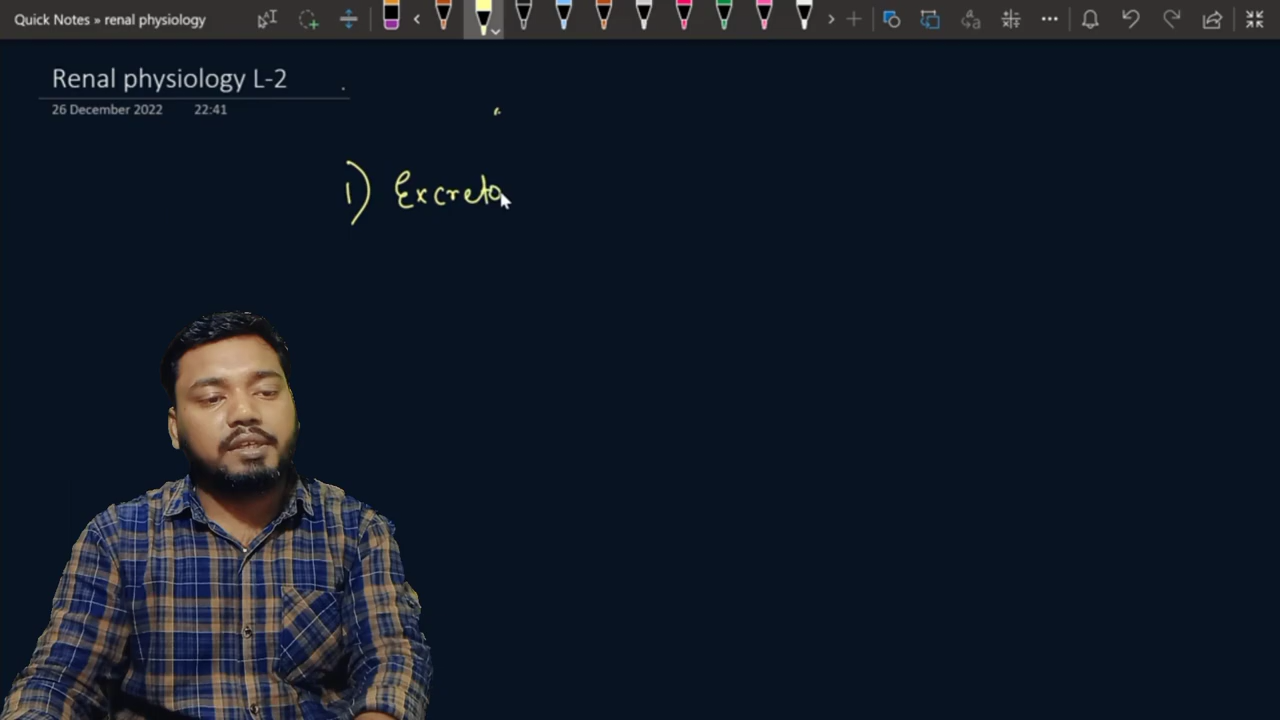 Quick Notes » renal physiology
Renal physiology L-2
26 December 2022 22:41
1) Excreto